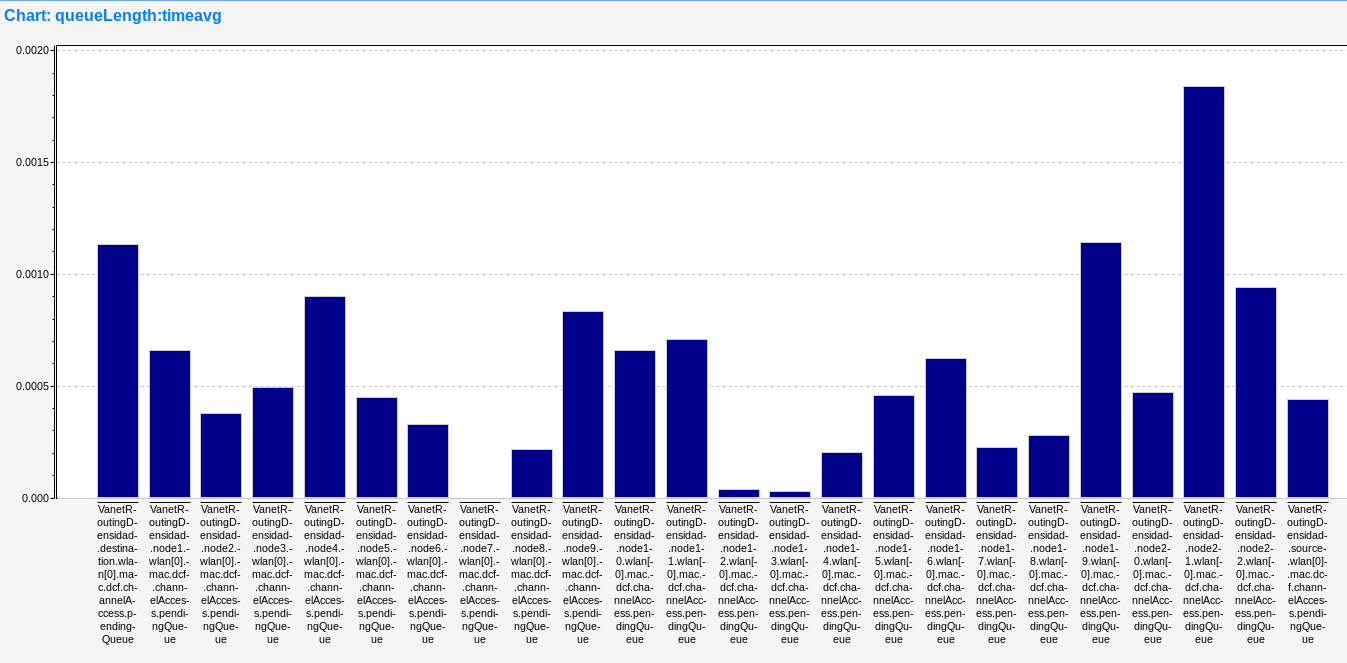 Chart: queueLength:timeavg
0.0020
0.0015
0.0010
0.0005
0.000
VanetR-
outingD-
ensidad-
.destina-
tion.wla-
n[0].ma-
c.dcf.ch-
annelA-
ccess.p-
ending-
Queue
VanetR-
outingD-
ensidad-
.node1.-
wlan[0].-
mac.dcf-
.chann-
elAcces-
s.pendi-
ngQue-
ue
VanetR-
outingD-
ensidad-
.node2.-
wlan[0].-
mac.dcf-
.chann-
elAcces-
s.pendi-
ngQue-
ue
VanetR-
outingD-
ensidad-
.node3.-
wlan[0].-
mac.dcf-
.chann-
elAcces-
s.pendi-
ngQue-
ue
VanetR-
outingD-
ensidad-
.node4.-
wlan[0].-
mac.dcf-
.chann-
elAcces-
s.pendi-
ngQue-
ue
VanetR-
outingD-
ensidad-
.node5.-
wlan[0].-
mac.dcf-
.chann-
elAcces-
s.pendi-
ngQue-
ue
VanetR-
outingD-
ensidad-
.node6.-
wlan[0].-
mac.dcf-
.chann-
elAcces-
s.pendi-
ngQue-
ue
VanetR-
outingD-
ensidad-
.node7.-
wlan[0].-
mac.dcf-
.chann-
elAcces-
s.pendi-
ngQue-
ue
VanetR-
outingD-
ensidad-
.node8.-
wlan[0].-
mac.dcf-
.chann-
elAcces-
s.pendi-
ngQue-
ue
VanetR-
outingD-
ensidad-
.node9.-
wlan[0].-
mac.dcf-
.chann-
elAcces-
s.pendi-
ngQue-
ue
VanetR-
outingD-
ensidad-
.node1-
0.wlan[-
0].mac.-
dcf.cha-
nnelAcc-
ess.pen-
dingQu-
eue
VanetR-
outingD-
ensidad-
.node1-
1.wlan[-
0].mac.-
dcf.cha-
nnelAcc-
ess.pen-
dingQu-
eue
VanetR-
outingD-
ensidad-
.node1-
2.wlan[-
0].mac.-
dcf.cha-
nnelAcc-
ess.pen-
dingQu-
eue
VanetR-
outingD-
ensidad-
.node1-
3.wlan[-
0].mac.-
dcf.cha-
nnelAcc-
ess.pen-
dingQu-
eue
VanetR-
outingD-
ensidad-
.node1-
4.wlan[-
0].mac.-
dcf.cha-
nnelAcc-
ess.pen-
dingQu-
eue
VanetR-
outingD-
ensidad-
.node1-
5.wlan[-
0].mac.-
dcf.cha-
nnelAcc-
ess.pen-
dingQu-
eue
VanetR-
outingD-
ensidad-
.node1-
6.wlan[-
0].mac.-
dcf.cha-
nnelAcc-
ess.pen-
dingQu-
eue
VanetR-
outingD-
ensidad-
.node1-
7.wlan[-
0].mac.-
dcf.cha-
nnelAcc-
ess.pen-
dingQu-
eue
VanetR-
outingD-
ensidad-
.node1-
8.wlan[-
0].mac.-
dcf.cha-
nnelAcc-
ess.pen-
dingQu-
eue
VanetR-
outingD-
ensidad-
.node1-
9.wlan[-
0].mac.-
dcf.cha-
nnelAcc-
ess.pen-
dingQu-
eue
VanetR-
outingD-
ensidad-
.node2-
0.wlan[-
0].mac.-
dcf.cha-
nnelAcc-
ess.pen-
dingQu-
eue
VanetR-
outingD-
ensidad-
.node2-
1.wlan[-
0].mac.-
dcf.cha-
nnelAcc-
ess.pen-
dingQu-
eue
VanetR-
outingD-
ensidad-
.node2-
2.wlan[-
0].mac.-
dcf.cha-
nnelAcc-
ess.pen-
dingQu-
eue
VanetR-
outingD-
ensidad-
.source-
.wlan[0]-
.mac.dc-
f.chann-
elAcces-
s.pendi-
ngQue-
ue